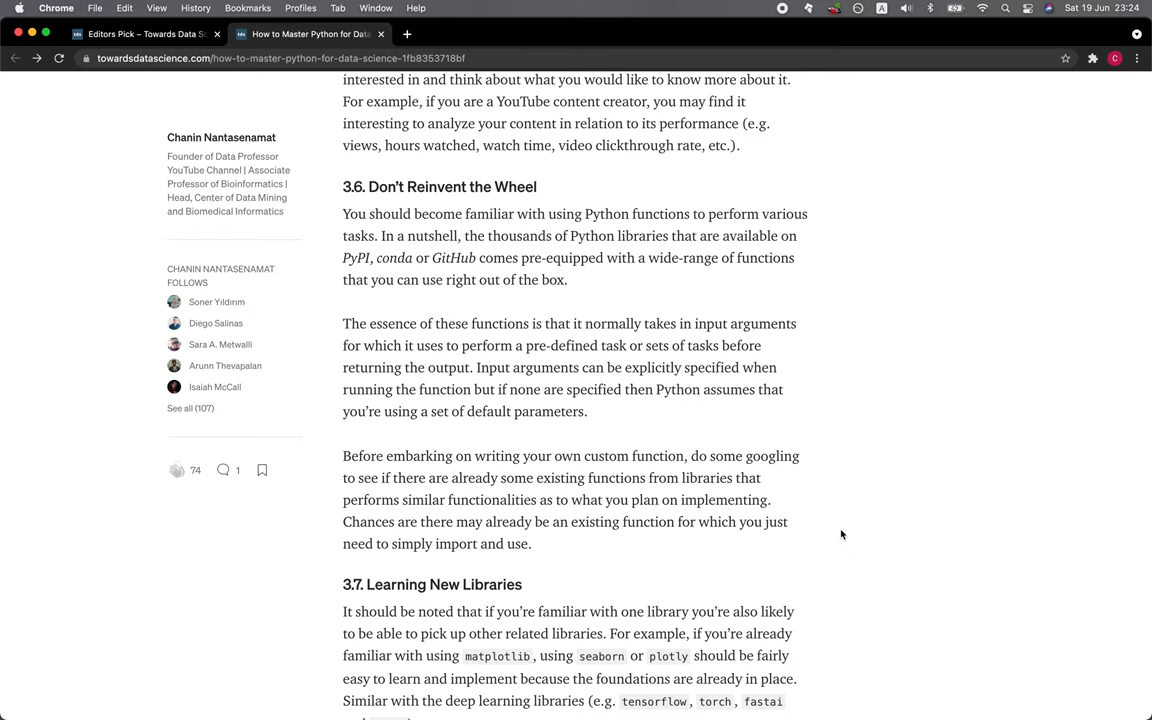 Chrome File Edit View History Bookmarks Profiles Tab Window Help A Sat 19 Jun 23:24
Editors Pick – Towards Data Sc How to Master Python for Data
towardsdatascience.com/how-to-master-python-for-data-science-1fb8353718bf C
interested in and think about what you would like to know more about it.
For example, if you are a YouTube content creator, you may find it
interesting to analyze your content in relation to its performance (e.g.
views, hours watched, watch time, video clickthrough rate, etc.).
Chanin Nantasenamat
Founder of Data Professor
YouTube Channel | Associate
Professor of Bioinformatics |
Head, Center of Data Mining
and Biomedical Informatics
CHANIN NANTASENAMAT
FOLLOWS
Soner Yıldırım
Diego Salinas
Sara A. Metwalli
Arunn Thevapalan
Isaiah McCall
See all (107)
74 1
3.6. Don’t Reinvent the Wheel
You should become familiar with using Python functions to perform various
tasks. In a nutshell, the thousands of Python libraries that are available on
PyPI, conda or GitHub comes pre-equipped with a wide-range of functions
that you can use right out of the box.
The essence of these functions is that it normally takes in input arguments
for which it uses to perform a pre-defined task or sets of tasks before
returning the output. Input arguments can be explicitly specified when
running the function but if none are specified then Python assumes that
you’re using a set of default parameters.
Before embarking on writing your own custom function, do some googling
to see if there are already some existing functions from libraries that
performs similar functionalities as to what you plan on implementing.
Chances are there may already be an existing function for which you just
need to simply import and use.
3.7. Learning New Libraries
It should be noted that if you’re familiar with one library you’re also likely
to be able to pick up other related libraries. For example, if you’re already
familiar with using matplotlib, using seaborn or plotly should be fairly
easy to learn and implement because the foundations are already in place.
Similar with the deep learning libraries (e.g. tensorflow, torch, fastai